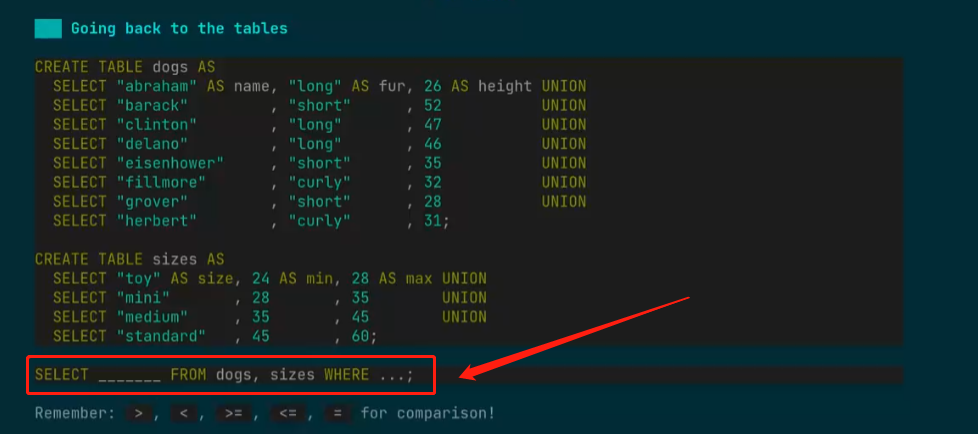 Going back to the tables
CREATE TABLE dogs AS
SELECT "abraham" AS name, "long" AS fur, 26 AS height UNION
SELECT "barack" , "short" , 52 UNION
SELECT "clinton" , "long" , 47 UNION
SELECT "delano" , "long" , 46 UNION
SELECT "eisenhower" , "short" , 35 UNION
SELECT "fillmore" , "curly" , 32 UNION
SELECT "grover" , "short" , 28 UNION
SELECT "herbert" , "curly" , 31;
CREATE TABLE sizes AS
SELECT "toy" AS size, 24 AS min, 28 AS max UNION
SELECT "mini" , 28 , 35 UNION
SELECT "medium" , 35 , 45 UNION
SELECT "standard" , 45 , 60;
SELECT _______ FROM dogs, sizes WHERE ...;
Remember: > , < , >= , <= , = for comparison!